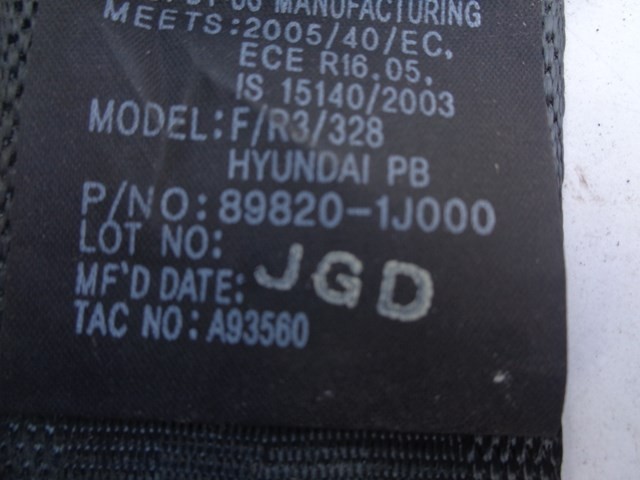 MANUFACTURING
MEETS:2005/40/EC,
ECE R16.05,
IS 15140/2003
MODEL:F/R3/328
HYUNDAI PB
P/NO:89820-1J000
LOT NO:
MF'D DATE: JGD
TAC NO:A93560